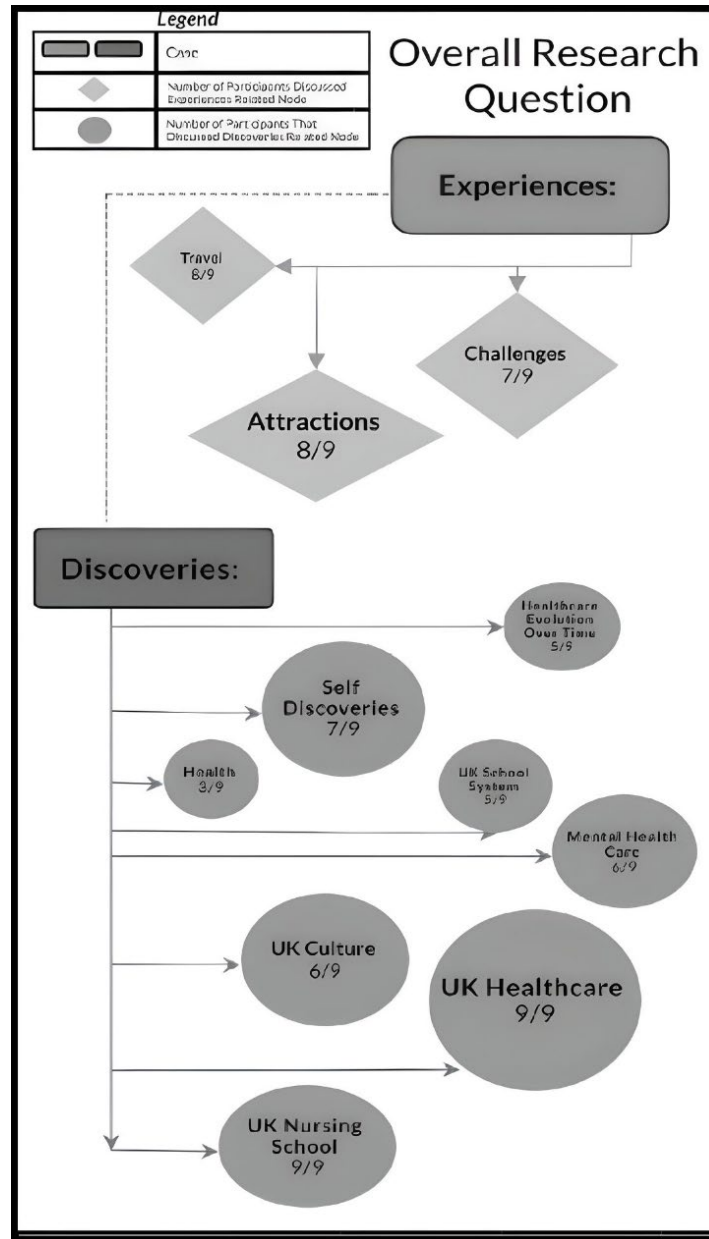 Legend
Case
Number of Participants Discussed
Experiences Related Node
Number of Participants That
Discussed Discoveries Related Node
Overall Research
Question
Experiences:
Travel
8/9
Challenges
7/9
Attractions
8/9
Discoveries:
Healthcare
Evolution
Over Time
5/9
Self
Discoveries
7/9
Health
3/9
UK School
System
5/9
Mental Health
Care
6/9
UK Culture
6/9
UK Healthcare
9/9
UK Nursing
School
9/9